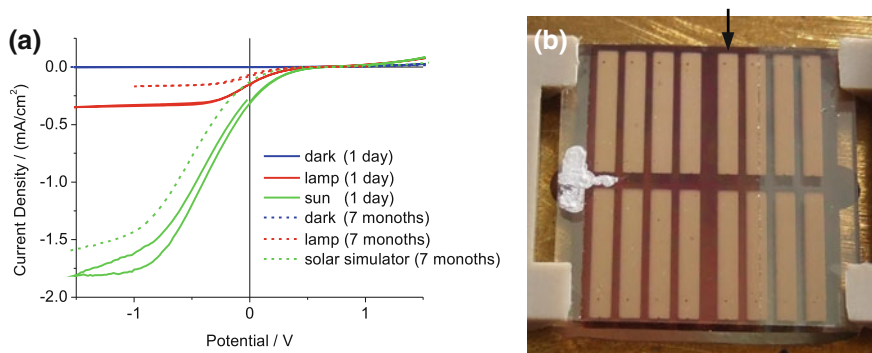 (a)
(b)
0.0
-0.5
-1.0
-1.5
-2.0
Current Density / (mA/cm²)
dark (1 day)
lamp (1 day)
sun (1 day)
dark (7 monoths)
lamp (7 monoths)
solar simulator (7 monoths)
-1
0
1
Potential / V